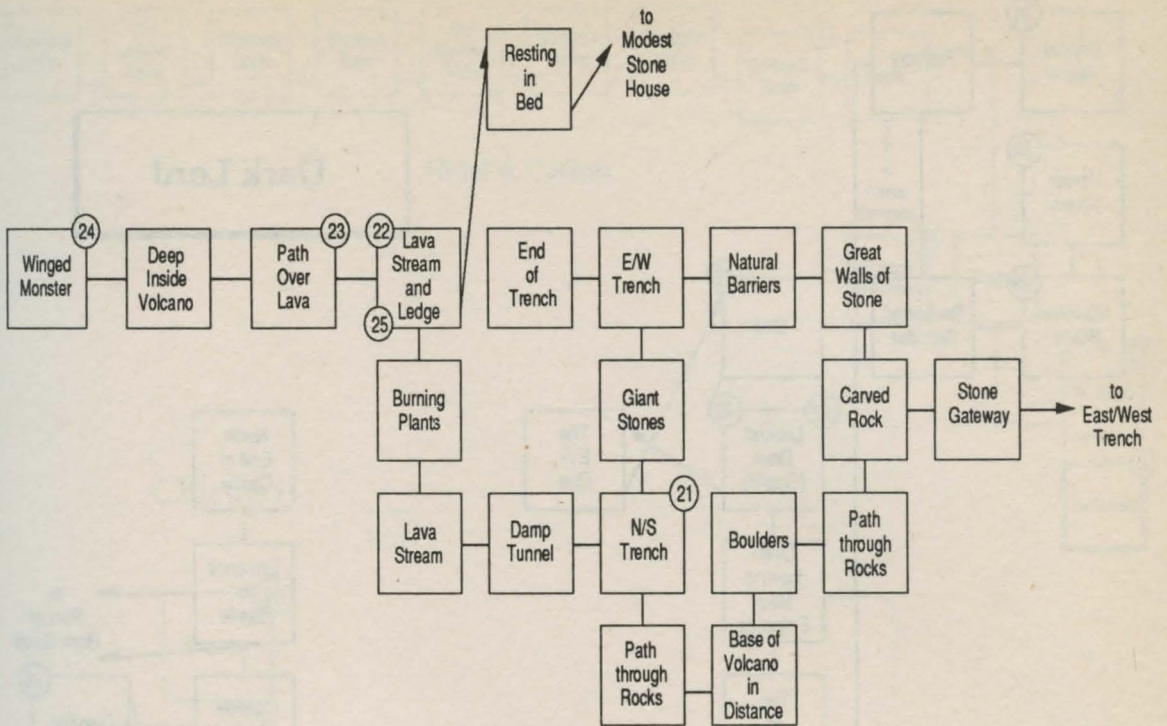 Resting
in
Bed
to
Modest
Stone
House
Dark Lent
24
Winged
Monster
Deep
Inside
Volcano
23
Path
Over
Lava
22
Lava
Stream
and
Ledge
25
End
of
Trench
E/W
Trench
Natural
Barriers
Great
Walls of
Stone
Burning
Plants
Giant
Stones
Carved
Rock
Stone
Gateway
to
East/West
Trench
Lava
Stream
Damp
Tunnel
N/S
Trench
21
Boulders
Path
through
Rocks
Path
through
Rocks
Base of
Volcano
in
Distance